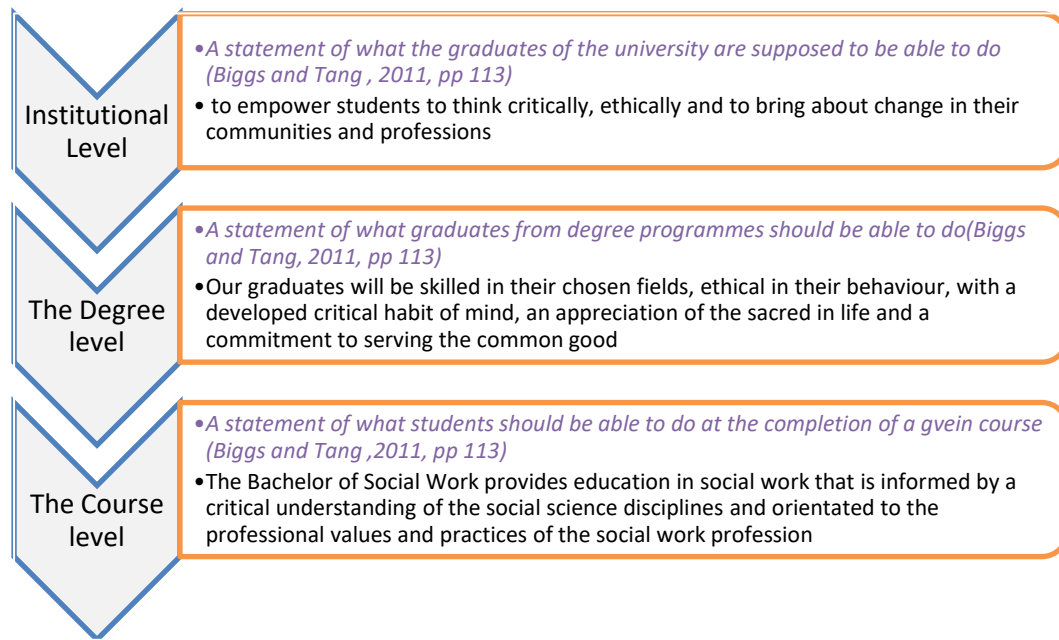 Institutional
Level
•A statement of what the graduates of the university are supposed to be able to do
(Biggs and Tang , 2011, pp 113)
• to empower students to think critically, ethically and to bring about change in their
communities and professions
The Degree
level
•A statement of what graduates from degree programmes should be able to do(Biggs
and Tang, 2011, pp 113)
•Our graduates will be skilled in their chosen fields, ethical in their behaviour, with a
developed critical habit of mind, an appreciation of the sacred in life and a
commitment to serving the common good
The Course
level
•A statement of what students should be able to do at the completion of a gvein course
(Biggs and Tang ,2011, pp 113)
•The Bachelor of Social Work provides education in social work that is informed by a
critical understanding of the social science disciplines and orientated to the
professional values and practices of the social work profession